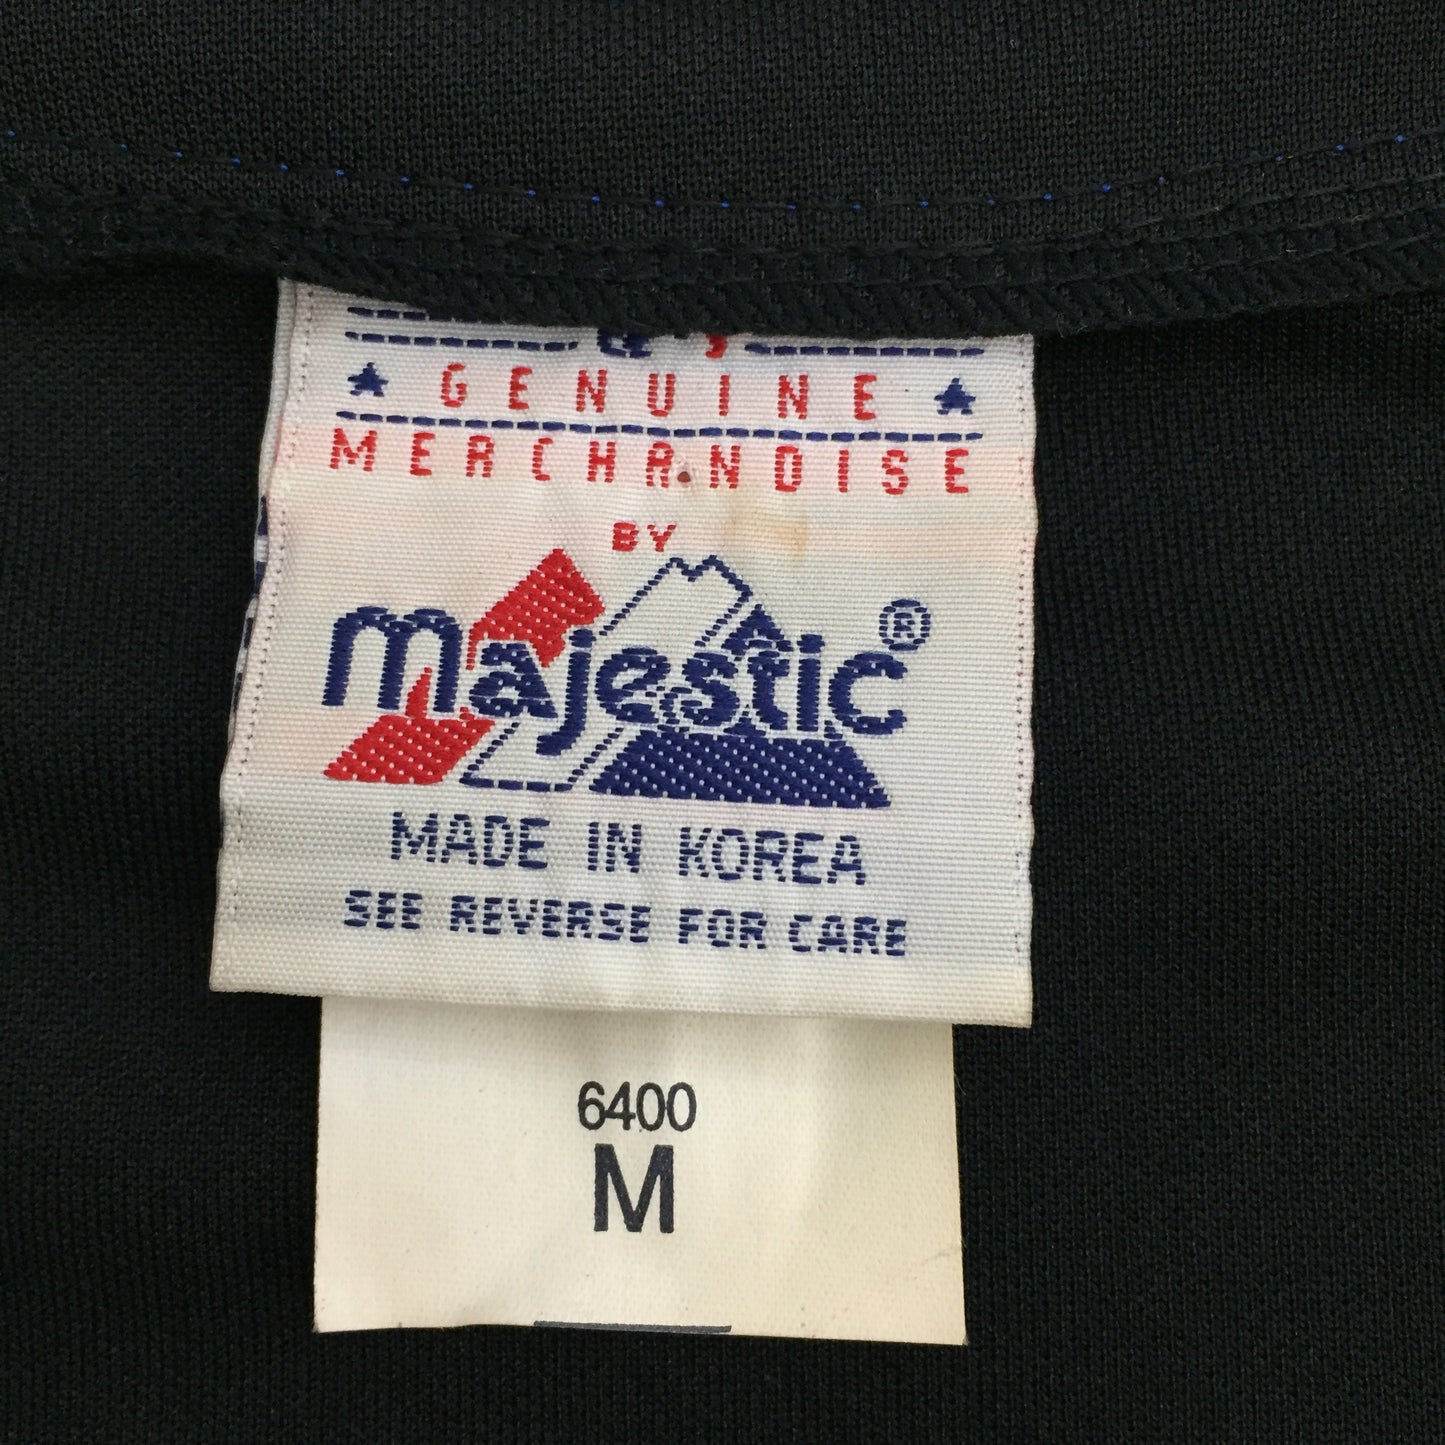 GENUINE
MERCHANDISE
BY
majestic®
MADE IN KOREA
SEE REVERSE FOR CARE
6400
M